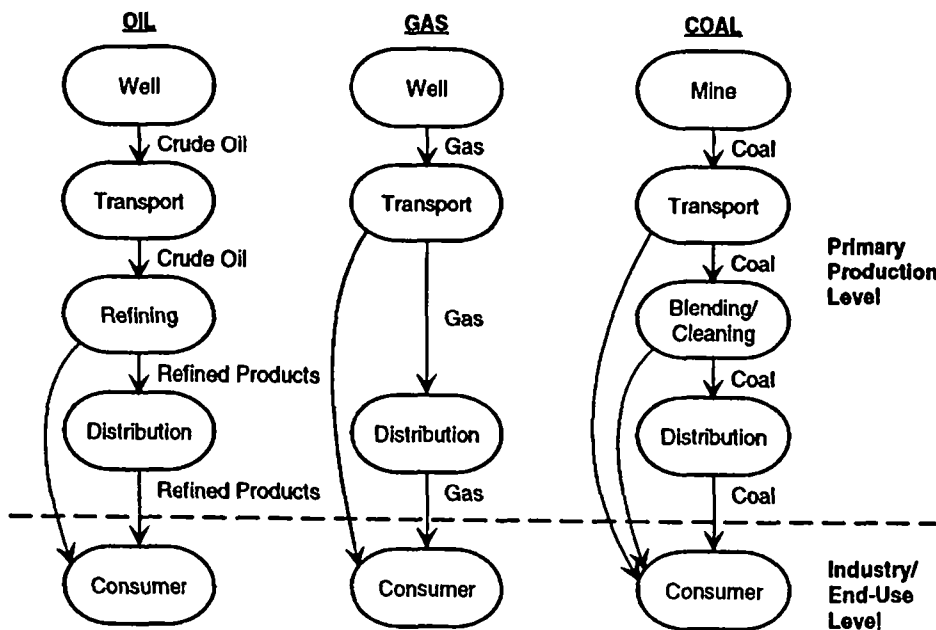 OIL
Well
Crude Oil
Transport
Crude Oil
Refining
Refined Products
Distribution
Refined Products
Consumer
GAS
Well
Gas
Transport
Gas
Distribution
Gas
Consumer
COAL
Mine
Coal
Transport
Coal
Blending/
Cleaning
Coal
Distribution
Coal
Consumer
Primary
Production
Level
Industry/
End-Use
Level